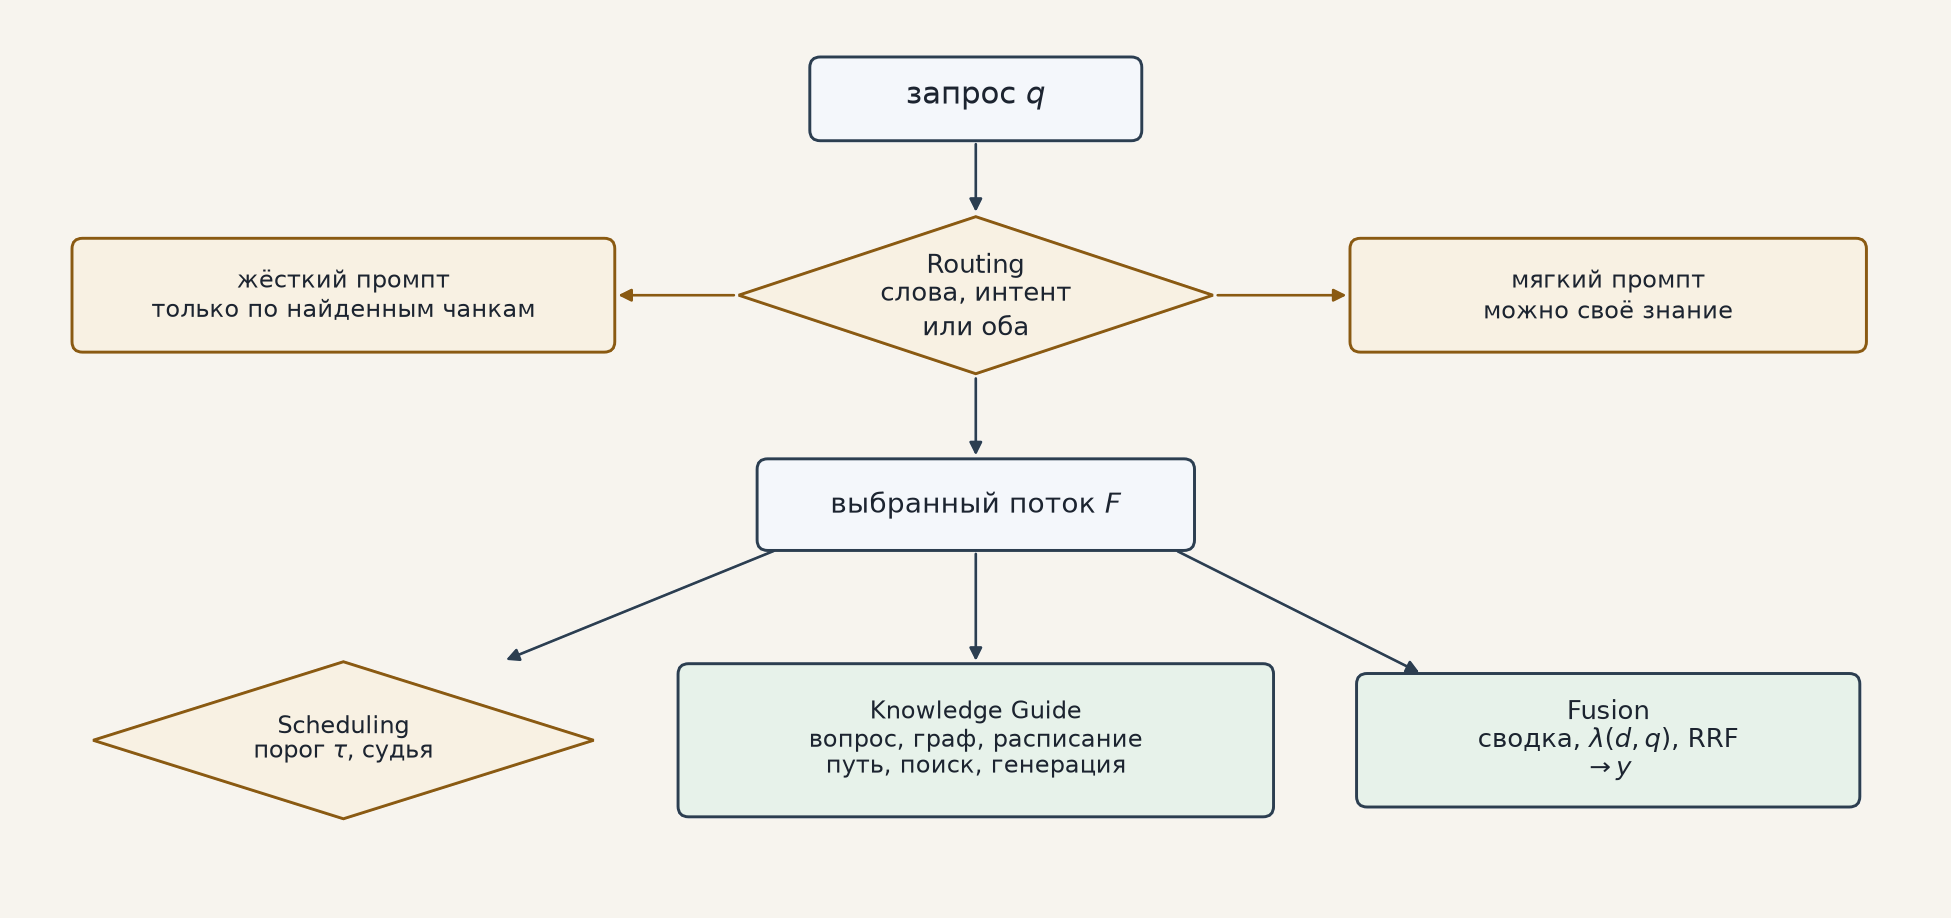 запрос q
жёсткий промпт
только по найденным чанкам
Routing
слова, интент
или оба
мягкий промпт
можно своё знание
выбранный поток F
Scheduling
порог τ, судья
Knowledge Guide
вопрос, граф, расписание
путь, поиск, генерация
Fusion
сводка, λ(d, q), RRF
→ y